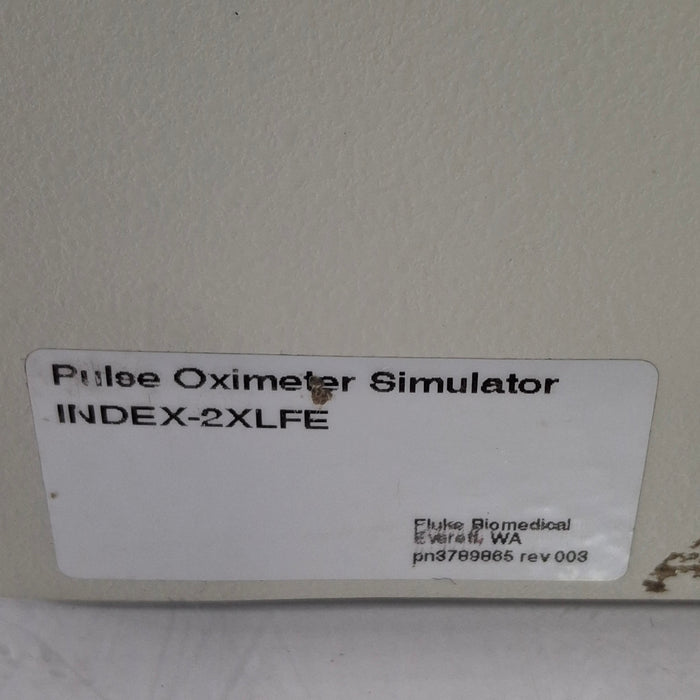 Pulse Oximeter Simulator
INDEX-2XLFE
Fluke Biomedical
Everett, WA
pn3789865 rev 003